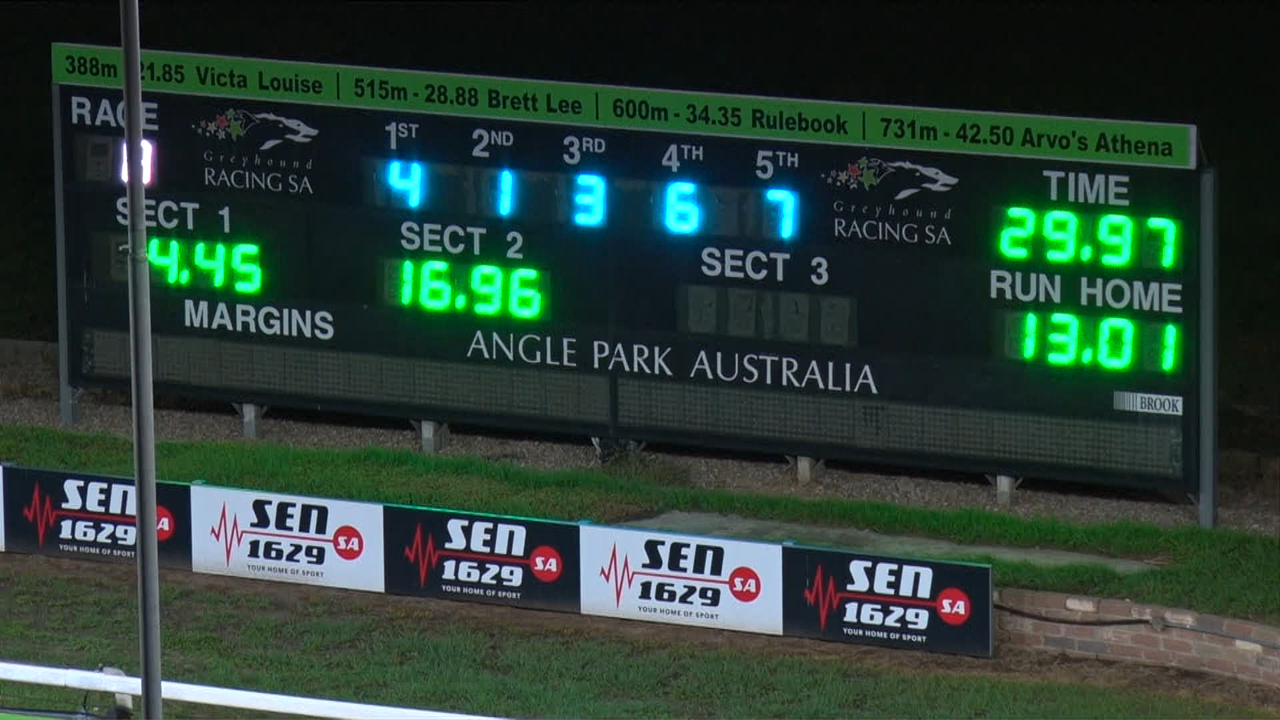 388m 21.85 Victa Louise | 515m - 28.88 Brett Lee | 600m - 34.35 Rulebook | 731m - 42.50 Arvo's Athena
RACE
Greyhound
RACING SA
1ST 2ND 3RD 4TH 5TH
4 1 3 6 7
Greyhound
RACING SA
TIME
29.97
SECT 1
4.45
SECT 2
16.96
SECT 3
RUN HOME
13.01
MARGINS
ANGLE PARK AUSTRALIA
BROOK
SEN
1629 SA
YOUR HOME OF SPORT
SEN
1629 SA
YOUR HOME OF SPORT
SEN
1629 SA
YOUR HOME OF SPORT
SEN
1629 SA
YOUR HOME OF SPORT
SEN
1629 SA
YOUR HOME OF SPORT